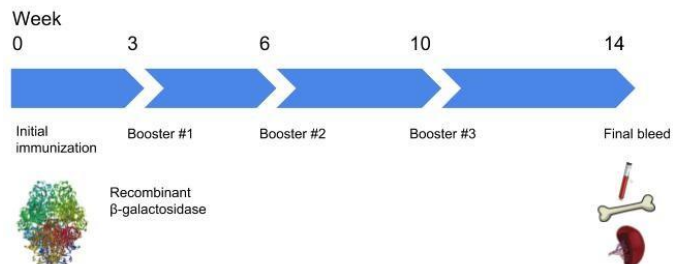 Week
0 3 6 10 14
Initial
immunization
Booster #1
Booster #2
Booster #3
Final bleed
Recombinant
β-galactosidase